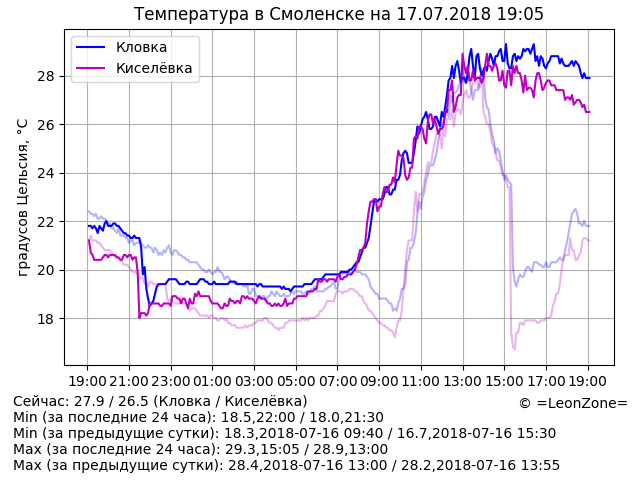 Температура в Смоленске на 17.07.2018 19:05
Кловка
Киселёвка
градусов Цельсия, °C
28
26
24
22
20
18
19:00 21:00 23:00 01:00 03:00 05:00 07:00 09:00 11:00 13:00 15:00 17:00 19:00
Сейчас: 27.9 / 26.5 (Кловка / Киселёвка)
© =LeonZone=
Min (за последние 24 часа): 18.5,22:00 / 18.0,21:30
Min (за предыдущие сутки): 18.3,2018-07-16 09:40 / 16.7,2018-07-16 15:30
Max (за последние 24 часа): 29.3,15:05 / 28.9,13:00
Max (за предыдущие сутки): 28.4,2018-07-16 13:00 / 28.2,2018-07-16 13:55